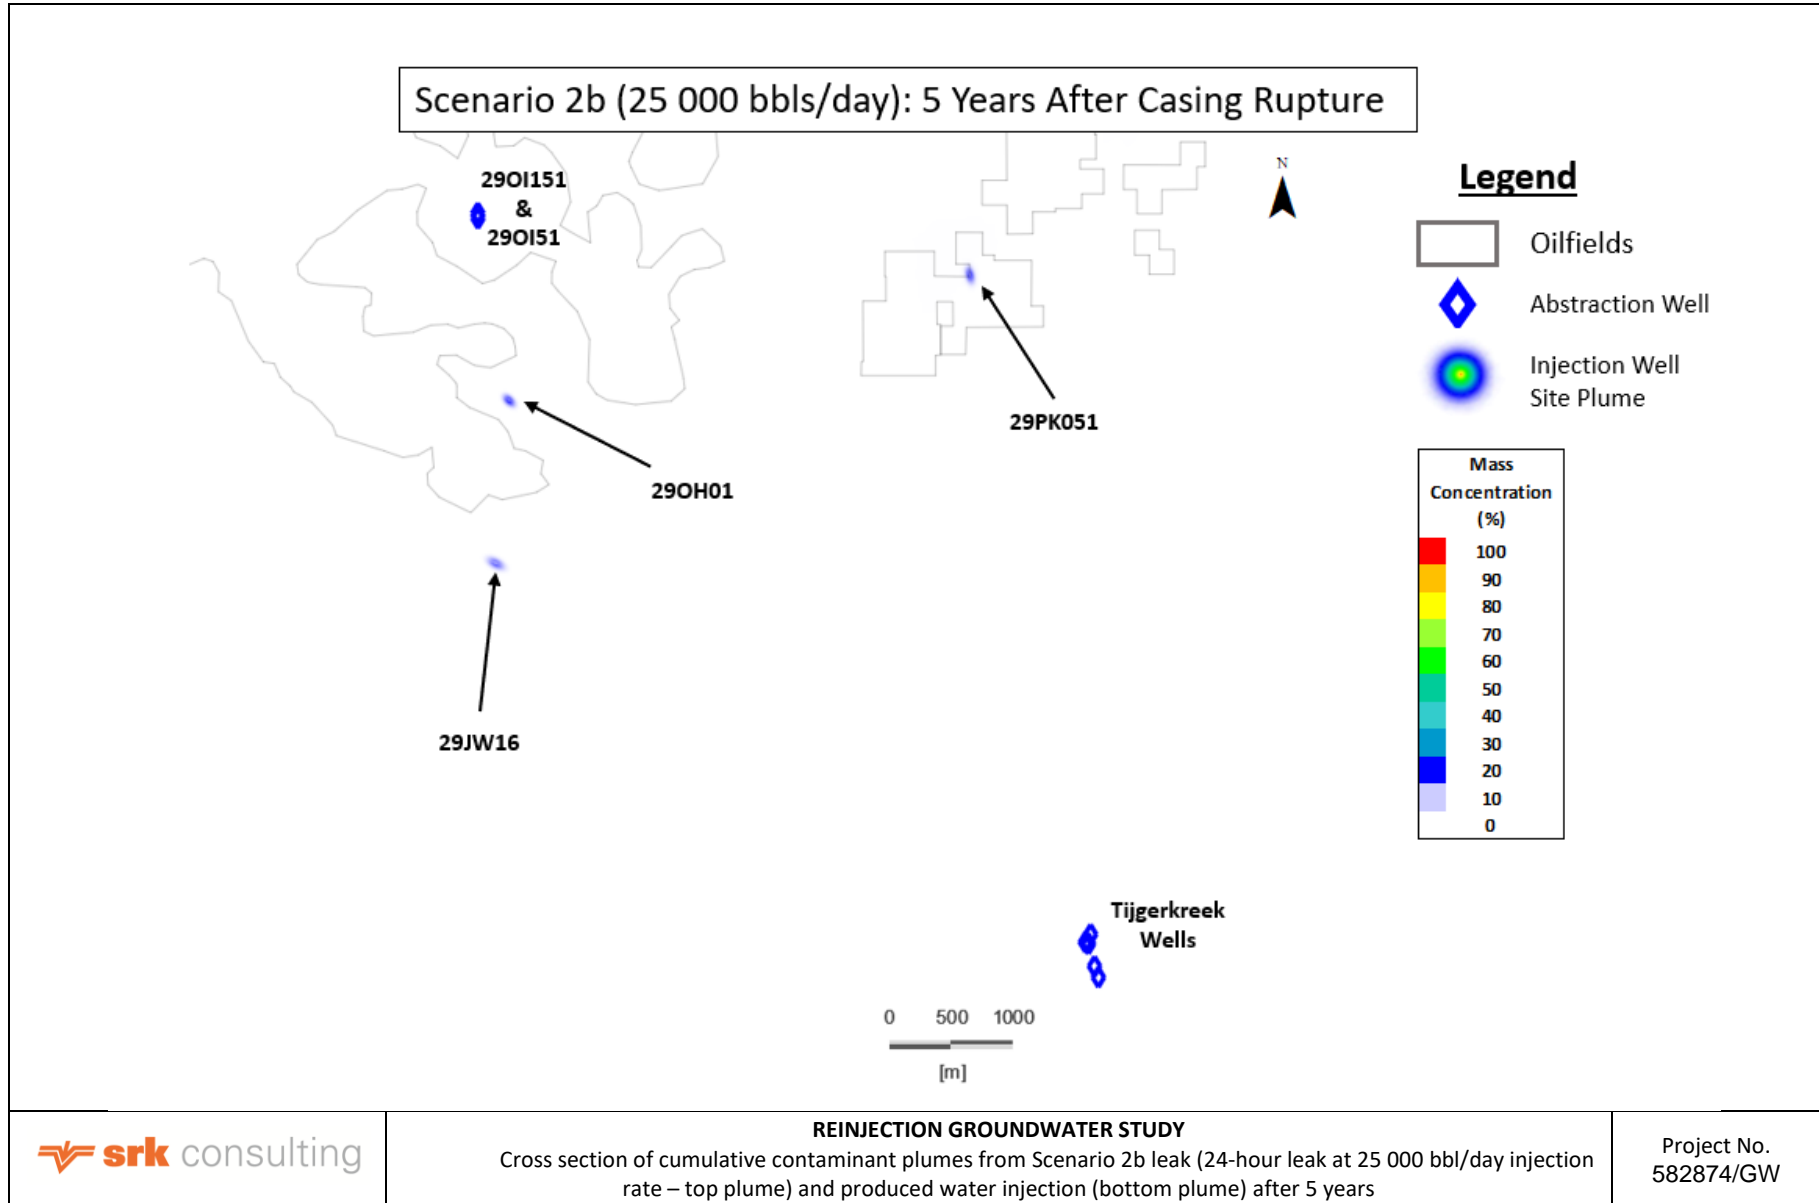 Scenario 2b (25 000 bbls/day): 5 Years After Casing Rupture
29OI151
&
29OI51
N
Legend
Oilfields
Abstraction Well
Injection Well
Site Plume
29PK051
29OH01
29JW16
Mass
Concentration
(%)
100
90
80
70
60
50
40
30
20
10
0
Tijgerkreek
Wells
0 500 1000
[m]
srk consulting
REINJECTION GROUNDWATER STUDY
Cross section of cumulative contaminant plumes from Scenario 2b leak (24-hour leak at 25 000 bbl/day injection
rate – top plume) and produced water injection (bottom plume) after 5 years
Project No.
582874/GW